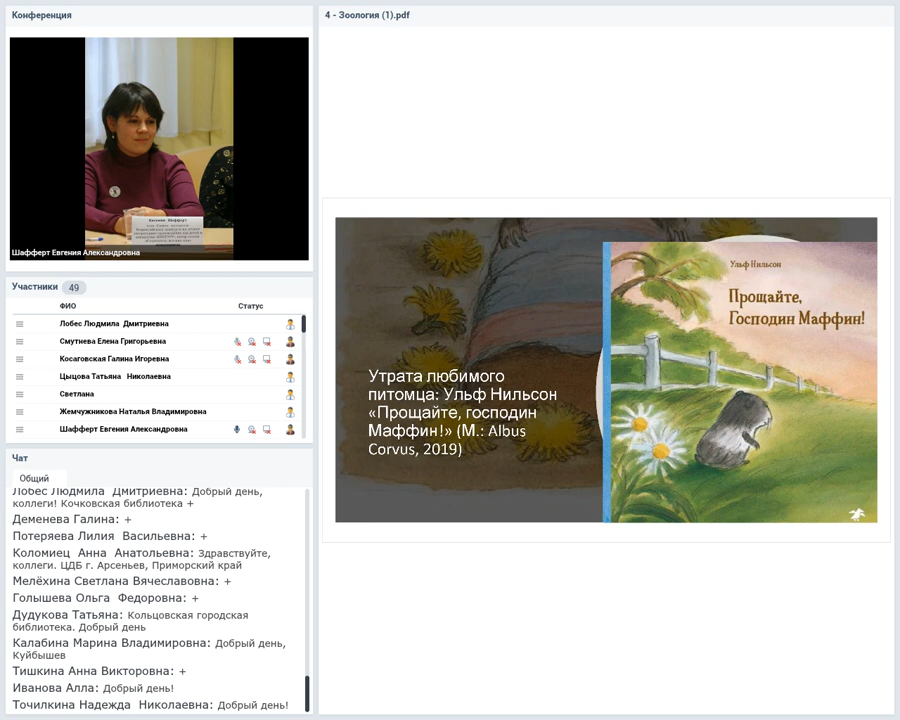 Конференция
Шафферт Евгения Александровна
Участники 49
ФИО Статус
Лобес Людмила Дмитриевна
Смутнева Елена Григорьевна
Косаговская Галина Игоревна
Цыцова Татьяна Николаевна
Светлана
Жемчужникова Наталья Владимировна
Шафферт Евгения Александровна
Чат
Общий
Лобес Людмила Дмитриевна: Добрый день,
коллеги! Кочковская библиотека +
Деменева Галина: +
Потеряева Лилия Васильевна: +
Коломиец Анна Анатольевна: Здравствуйте,
коллеги. ЦДБ г. Арсеньев, Приморский край
Мелёхина Светлана Вячеславовна: +
Голышева Ольга Федоровна: +
Дудукова Татьяна: Кольцовская городская
библиотека. Добрый день
Калабина Марина Владимировна: Добрый день,
Куйбышев
Тишкина Анна Викторовна: +
Иванова Алла: Добрый день!
Точилкина Надежда Николаевна: Добрый день!
4 - Зоология (1).pdf
Утрата любимого
питомца: Ульф Нильсон
«Прощайте, господин
Маффин!» (М.: Albus
Corvus, 2019)
Ульф Нильсон
Прощайте,
Господин Маффин!